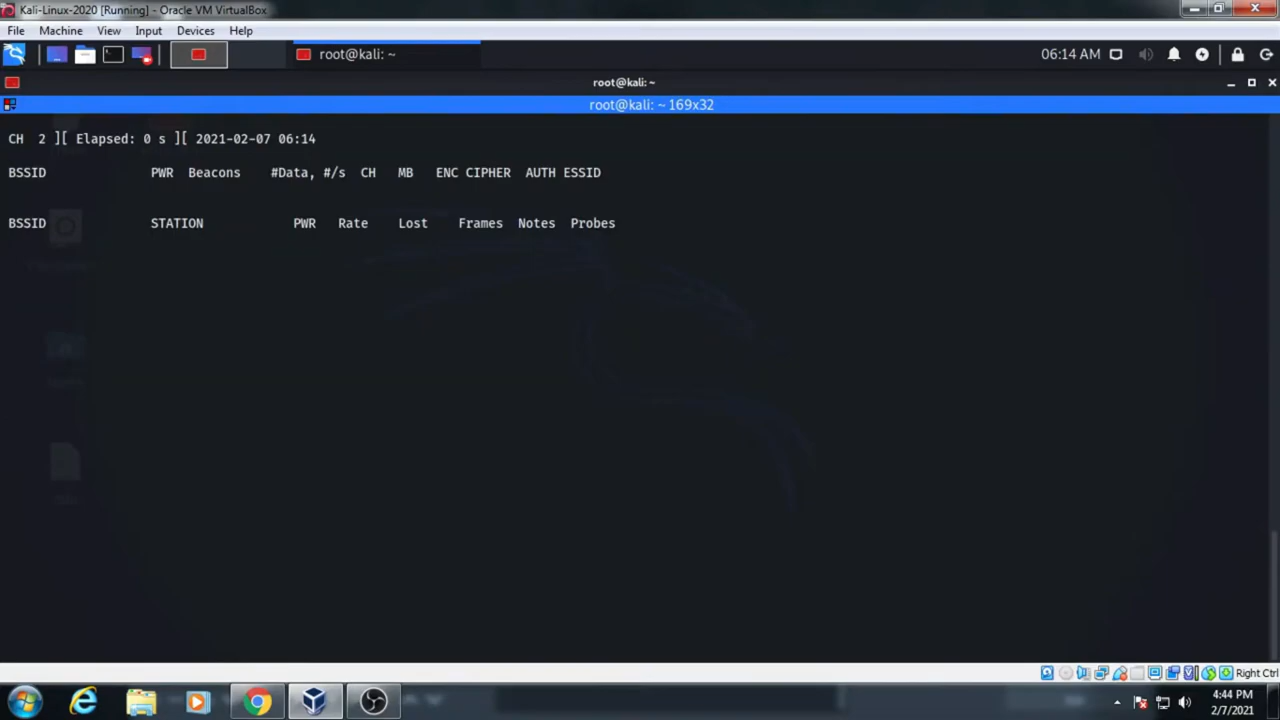 Kali-Linux-2020 [Running] - Oracle VM VirtualBox
File Machine View Input Devices Help
root@kali: ~
06:14 AM
root@kali: ~
root@kali: ~ 169x32
CH 2 ][ Elapsed: 0 s ][ 2021-02-07 06:14
BSSID PWR Beacons #Data, #/s CH MB ENC CIPHER AUTH ESSID
BSSID STATION PWR Rate Lost Frames Notes Probes
Right Ctrl
4:44 PM
2/7/2021